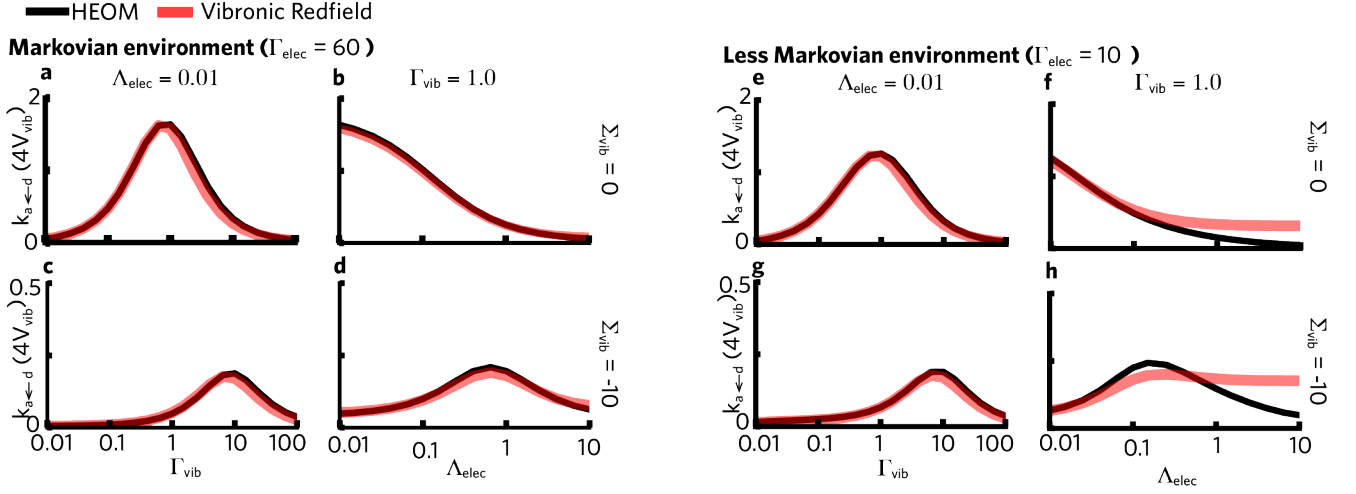 HEOM Vibronic Redfield
Markovian environment (Γelec = 60 )
a Λelec = 0.01 b Γvib = 1.0
2
ka←d (4Vvib)
0
Σvib = 0
c d
0.5
ka←d (4Vvib)
0
Σvib = -10
0.01 0.1 1 10 100
Γvib
0.01 0.1 1 10
Λelec
Less Markovian environment (Γelec = 10 )
e Λelec = 0.01 f Γvib = 1.0
2
ka←d (4Vvib)
0
Σvib = 0
g h
0.5
ka←d (4Vvib)
0
Σvib = -10
0.01 0.1 1 10 100
Γvib
0.01 0.1 1 10
Λelec